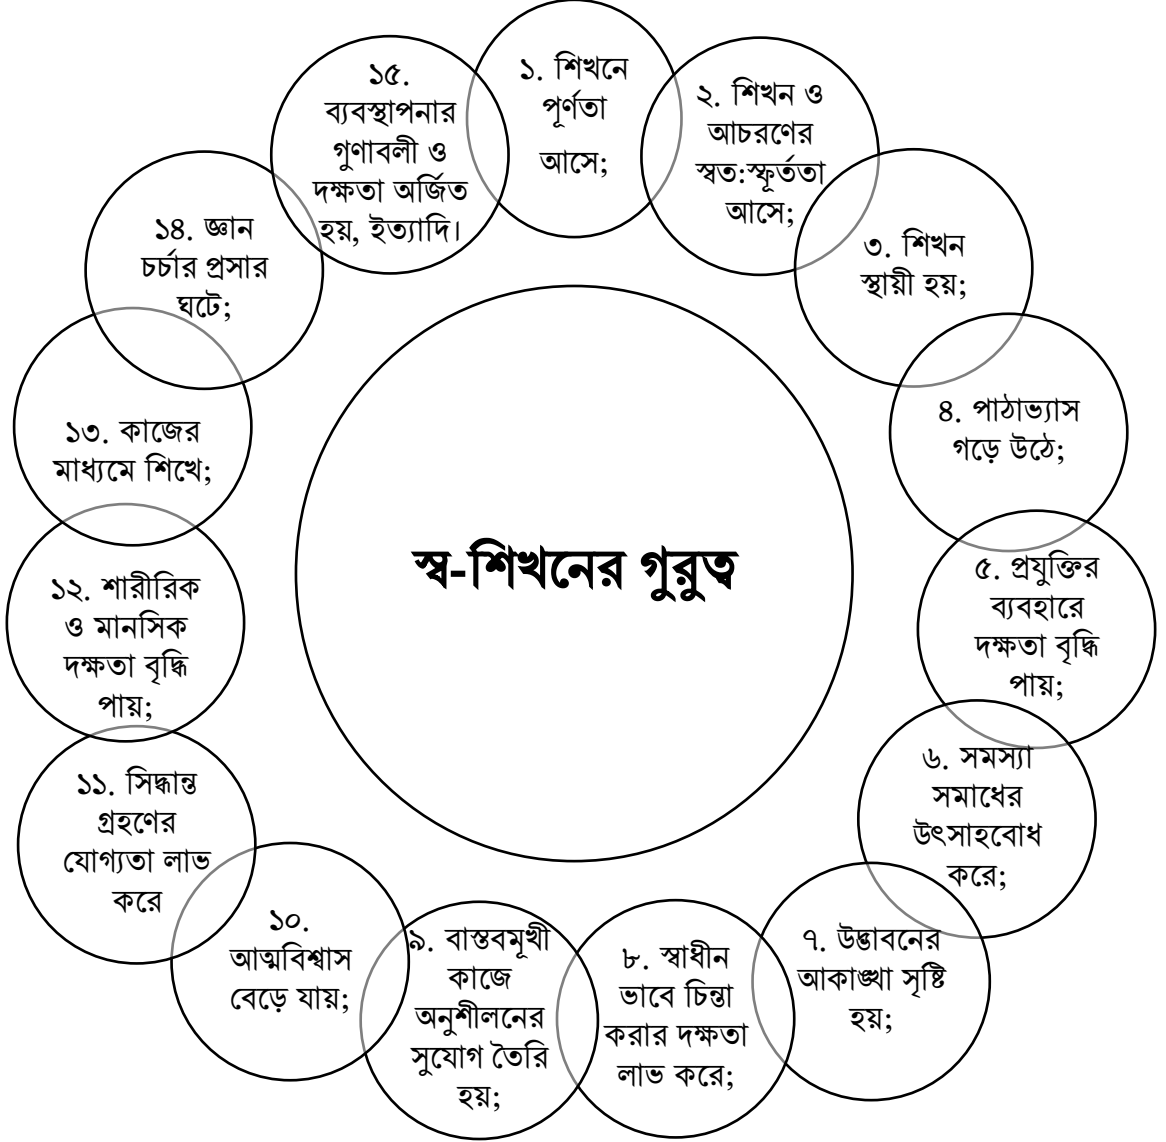 স্ব-শিখনের গুরুত্ব
১. শিখনে
পূর্ণতা
আসে;
২. শিখন ও
আচরণের
স্বত:স্ফূর্ততা
আসে;
৩. শিখন
স্থায়ী হয়;
৪. পাঠাভ্যাস
গড়ে উঠে;
৫. প্রযুক্তির
ব্যবহারে
দক্ষতা বৃদ্ধি
পায়;
৬. সমস্যা
সমাধের
উৎসাহবোধ
করে;
৭. উদ্ভাবনের
আকাঙ্খা সৃষ্টি
হয়;
৮. স্বাধীন
ভাবে চিন্তা
করার দক্ষতা
লাভ করে;
৯. বাস্তবমূখী
কাজে
অনুশীলনের
সুযোগ তৈরি
হয়;
১০.
আত্মবিশ্বাস
বেড়ে যায়;
১১. সিদ্ধান্ত
গ্রহণের
যোগ্যতা লাভ
করে
১২. শারীরিক
ও মানসিক
দক্ষতা বৃদ্ধি
পায়;
১৩. কাজের
মাধ্যমে শিখে;
১৪. জ্ঞান
চর্চার প্রসার
ঘটে;
১৫.
ব্যবস্থাপনার
গুণাবলী ও
দক্ষতা অর্জিত
হয়, ইত্যাদি।